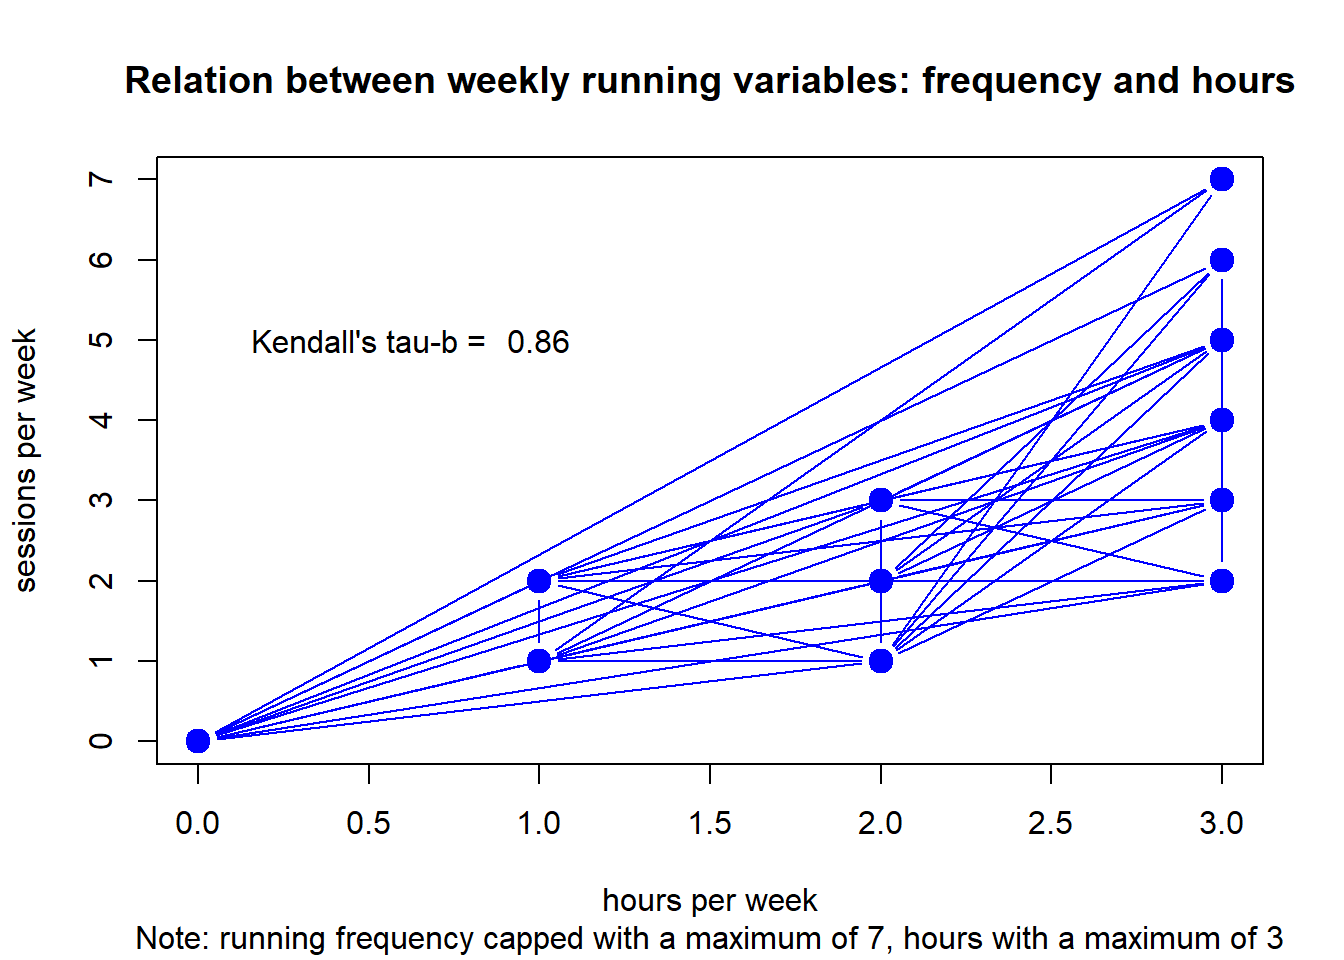 Relation between weekly running variables: frequency and hours
7
6
5
4
3
2
1
0
sessions per week
Kendall's tau-b = 0.86
0.0 0.5 1.0 1.5 2.0 2.5 3.0
hours per week
Note: running frequency capped with a maximum of 7, hours with a maximum of 3